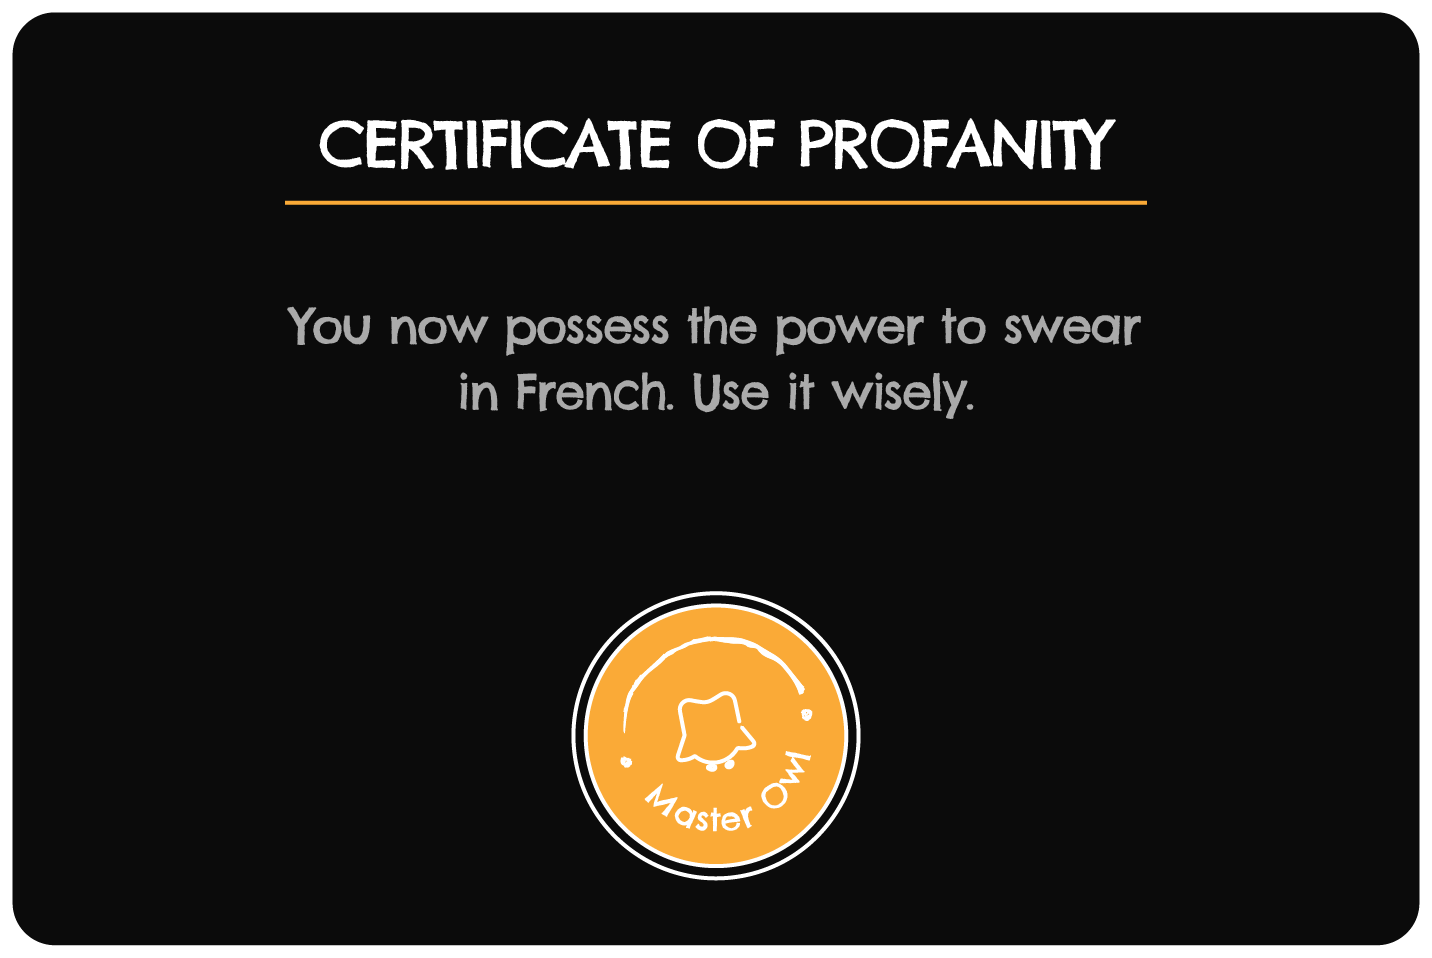 CERTIFICATE OF PROFANITY
You now possess the power to swear
in French. Use it wisely.
Master Owl